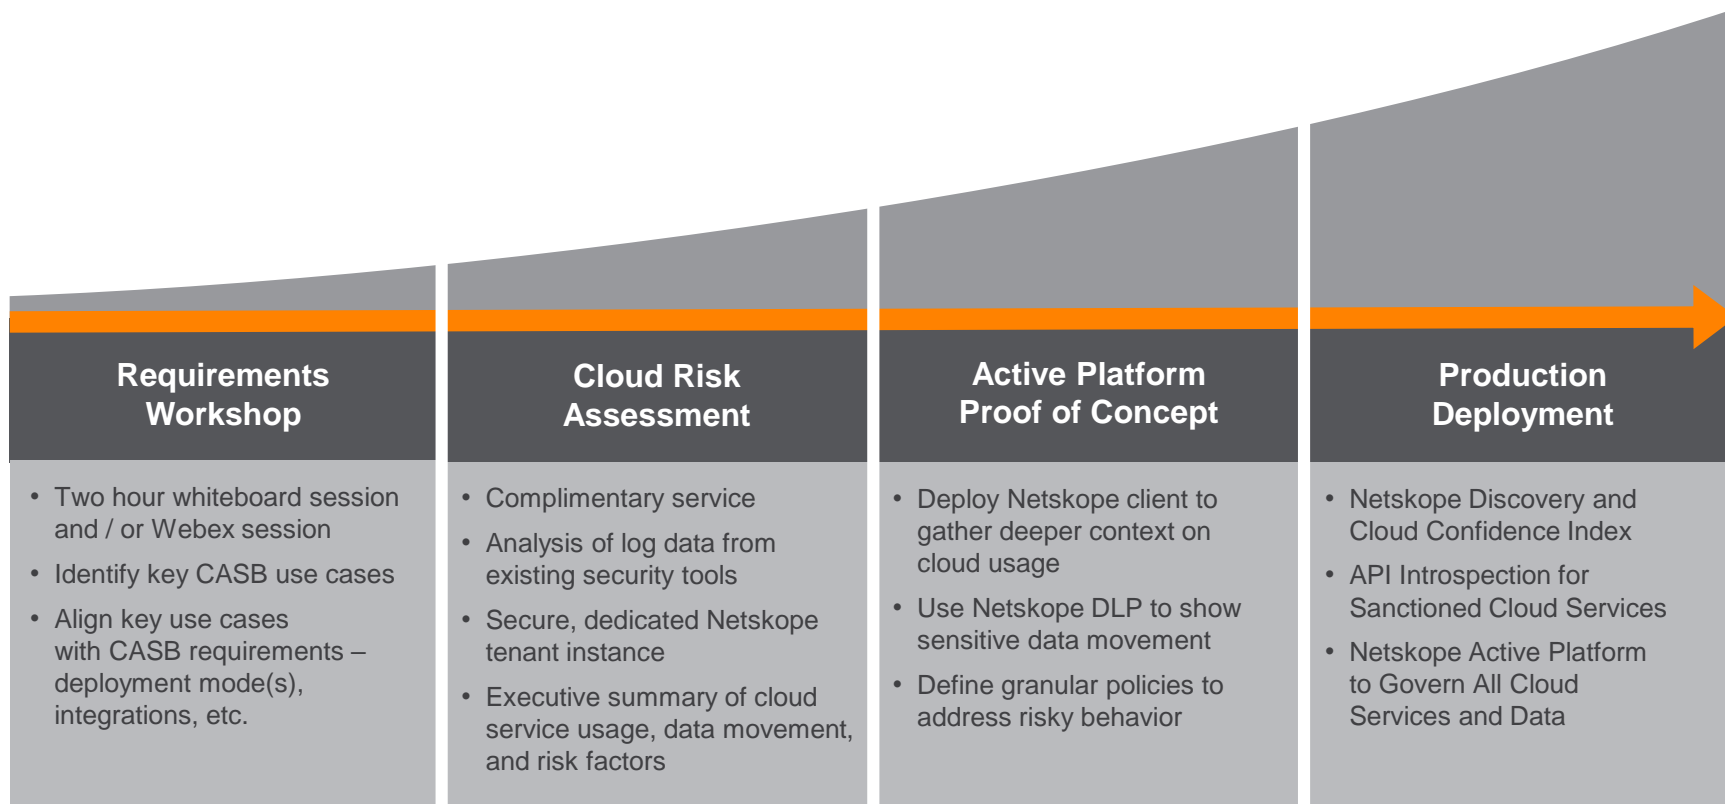 Requirements
Workshop
• Two hour whiteboard session
and / or Webex session
• Identify key CASB use cases
• Align key use cases
with CASB requirements –
deployment mode(s),
integrations, etc.
Cloud Risk
Assessment
• Complimentary service
• Analysis of log data from
existing security tools
• Secure, dedicated Netskope
tenant instance
• Executive summary of cloud
service usage, data movement,
and risk factors
Active Platform
Proof of Concept
• Deploy Netskope client to
gather deeper context on
cloud usage
• Use Netskope DLP to show
sensitive data movement
• Define granular policies to
address risky behavior
Production
Deployment
• Netskope Discovery and
Cloud Confidence Index
• API Introspection for
Sanctioned Cloud Services
• Netskope Active Platform
to Govern All Cloud
Services and Data